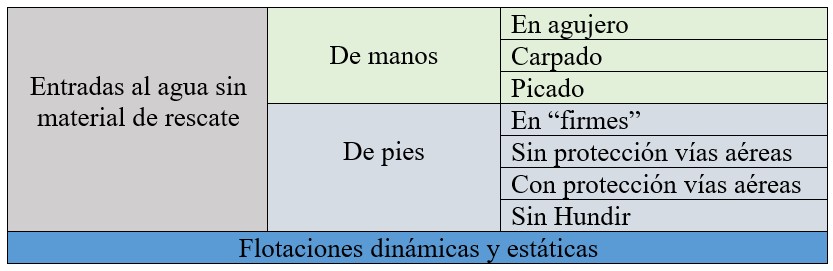 Entradas al agua sin
material de rescate
De manos
En agujero
Carpado
Picado
De pies
En “firmes”
Sin protección vías aéreas
Con protección vías aéreas
Sin Hundir
Flotaciones dinámicas y estáticas